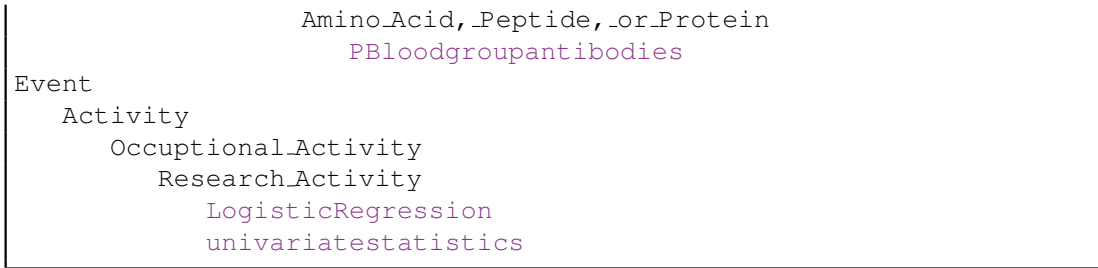 Amino_Acid,_Peptide,_or_Protein
PBloodgroupantibodies
Event
Activity
Occuptional_Activity
Research_Activity
LogisticRegression
univariatestatistics